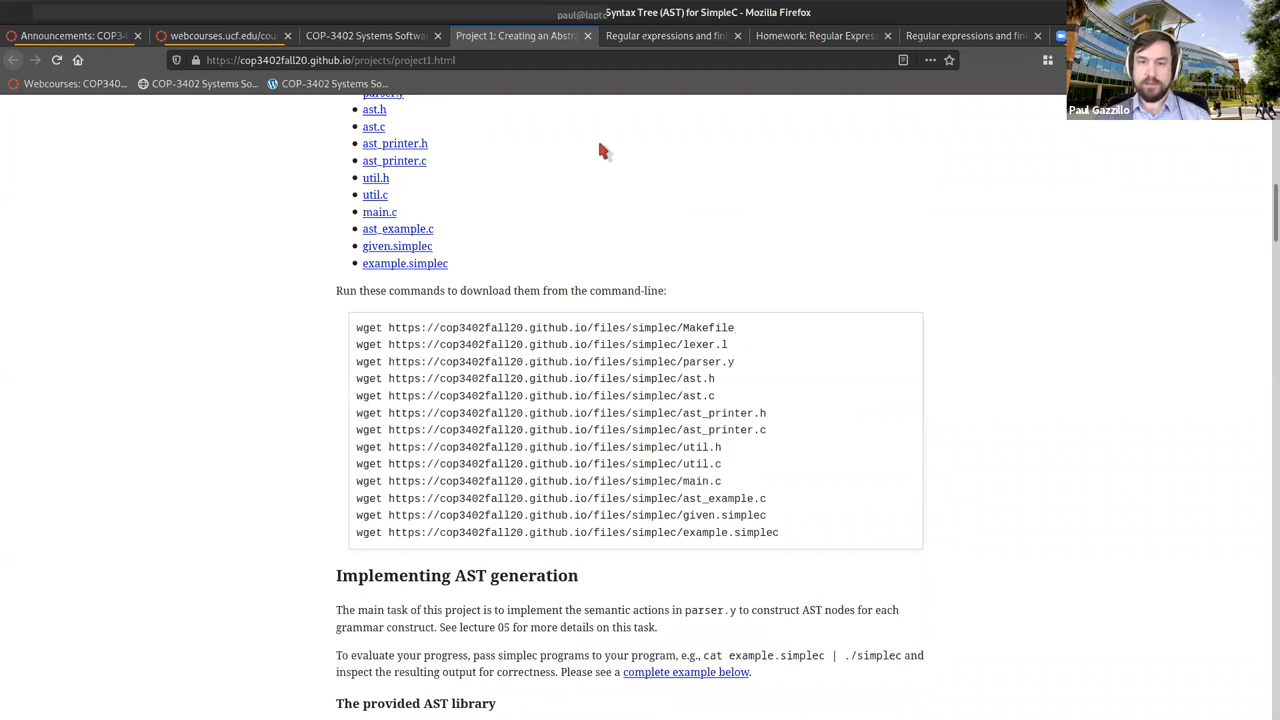 paul@lapt
Syntax Tree (AST) for SimpleC - Mozilla Firefox
Announcements: COP34
webcourses.ucf.edu/cou
COP-3402 Systems Softwa
Project 1: Creating an Abstra
Regular expressions and finl
Homework: Regular Expres
Regular expressions and fini
https://cop3402fall20.github.io/projects/project1.html
Webcourses: COP340...
COP-3402 Systems So...
COP-3402 Systems So...
Paul Gazzillo
parser.y
ast.h
ast.c
ast_printer.h
ast_printer.c
util.h
util.c
main.c
ast_example.c
given.simplec
example.simplec
Run these commands to download them from the command-line:
wget https://cop3402fall20.github.io/files/simplec/Makefile
wget https://cop3402fall20.github.io/files/simplec/lexer.l
wget https://cop3402fall20.github.io/files/simplec/parser.y
wget https://cop3402fall20.github.io/files/simplec/ast.h
wget https://cop3402fall20.github.io/files/simplec/ast.c
wget https://cop3402fall20.github.io/files/simplec/ast_printer.h
wget https://cop3402fall20.github.io/files/simplec/ast_printer.c
wget https://cop3402fall20.github.io/files/simplec/util.h
wget https://cop3402fall20.github.io/files/simplec/util.c
wget https://cop3402fall20.github.io/files/simplec/main.c
wget https://cop3402fall20.github.io/files/simplec/ast_example.c
wget https://cop3402fall20.github.io/files/simplec/given.simplec
wget https://cop3402fall20.github.io/files/simplec/example.simplec
Implementing AST generation
The main task of this project is to implement the semantic actions in parser.y to construct AST nodes for each
grammar construct. See lecture 05 for more details on this task.
To evaluate your progress, pass simplec programs to your program, e.g., cat example.simplec | ./simplec and
inspect the resulting output for correctness. Please see a complete example below.
The provided AST library